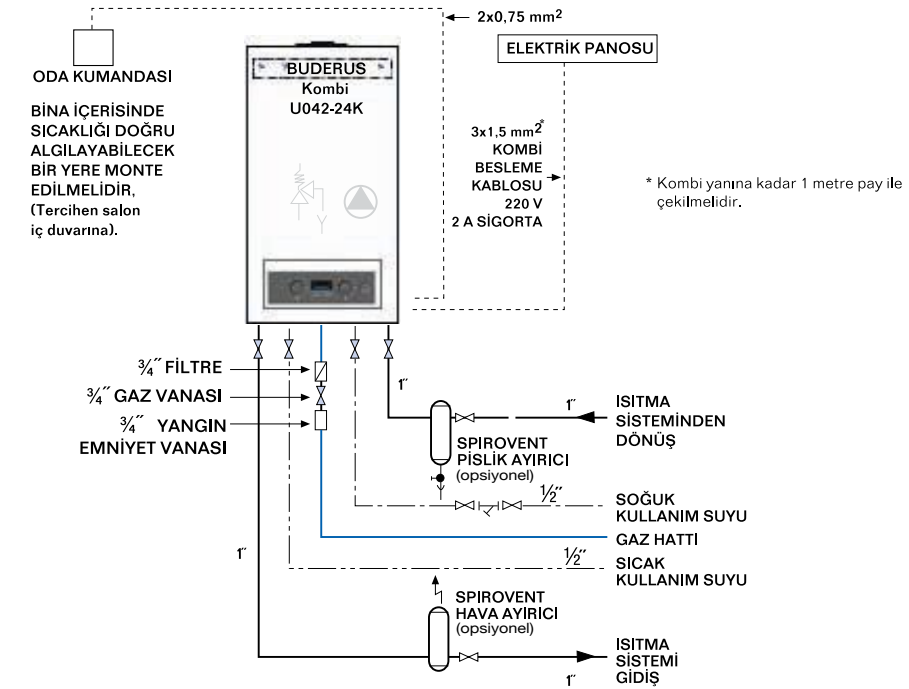 2x0,75 mm2
ELEKTRİK PANOSU
ODA KUMANDASI
BİNA İÇERİSİNDE
SICAKLIĞI DOĞRU
ALGILAYABİLECEK
BİR YERE MONTE
EDİLMELİDİR,
(Tercihen salon
iç duvarına).
BUDERUS
Kombi
U042-24K
3x1,5 mm2*
KOMBİ
BESLEME
KABLOSU
220 V
2 A SİGORTA
* Kombi yanına kadar 1 metre pay ile
çekilmelidir.
¾˝ FİLTRE
¾˝ GAZ VANASI
¾˝ YANGIN
EMNİYET VANASI
1˝
1˝
ISITMA
SİSTEMİNDEN
DÖNÜŞ
SPIROVENT
PİSLİK AYIRICI
(opsiyonel)
½˝
SOĞUK
KULLANIM SUYU
GAZ HATTİ
1˝
½˝
SICAK
KULLANIM SUYU
SPIROVENT
HAVA AYIRICI
(opsiyonel)
1˝
ISITMA
SİSTEMİ
GİDİŞ